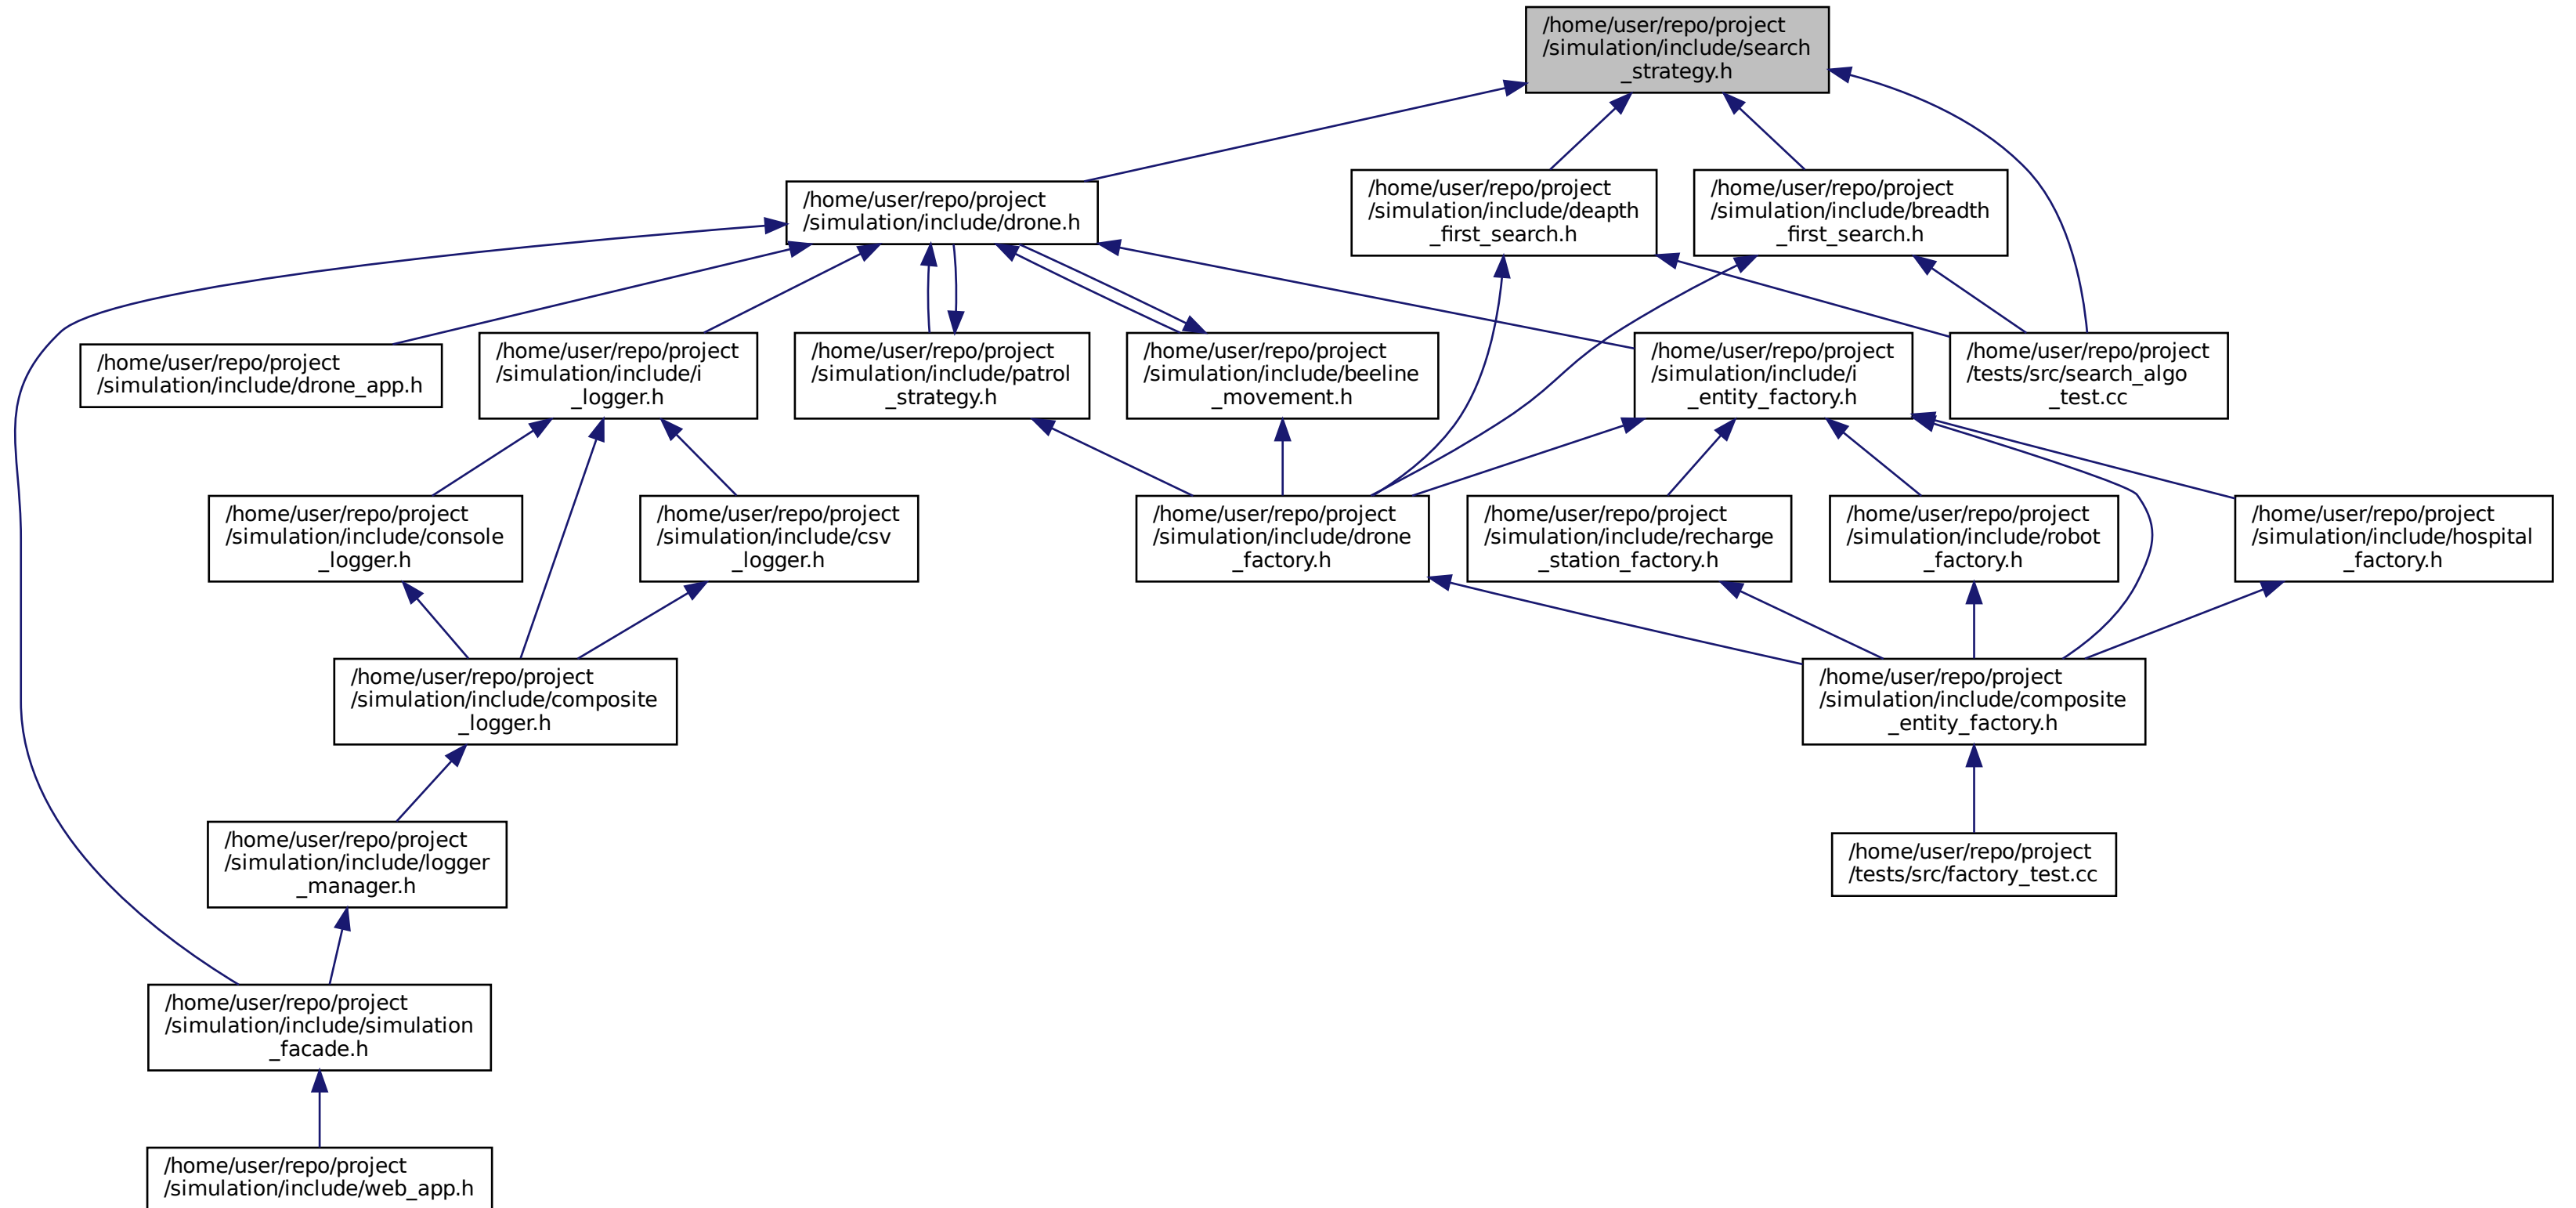 /home/user/repo/project
/simulation/include/search
_strategy.h
/home/user/repo/project
/simulation/include/drone.h
/home/user/repo/project
/simulation/include/deapth
_first_search.h
/home/user/repo/project
/simulation/include/breadth
_first_search.h
/home/user/repo/project
/simulation/include/drone_app.h
/home/user/repo/project
/simulation/include/i
_logger.h
/home/user/repo/project
/simulation/include/patrol
_strategy.h
/home/user/repo/project
/simulation/include/beeline
_movement.h
/home/user/repo/project
/simulation/include/i
_entity_factory.h
/home/user/repo/project
/tests/src/search_algo
_test.cc
/home/user/repo/project
/simulation/include/console
_logger.h
/home/user/repo/project
/simulation/include/csv
_logger.h
/home/user/repo/project
/simulation/include/drone
_factory.h
/home/user/repo/project
/simulation/include/recharge
_station_factory.h
/home/user/repo/project
/simulation/include/robot
_factory.h
/home/user/repo/project
/simulation/include/hospital
_factory.h
/home/user/repo/project
/simulation/include/composite
_logger.h
/home/user/repo/project
/simulation/include/composite
_entity_factory.h
/home/user/repo/project
/simulation/include/logger
_manager.h
/home/user/repo/project
/tests/src/factory_test.cc
/home/user/repo/project
/simulation/include/simulation
_facade.h
/home/user/repo/project
/simulation/include/web_app.h